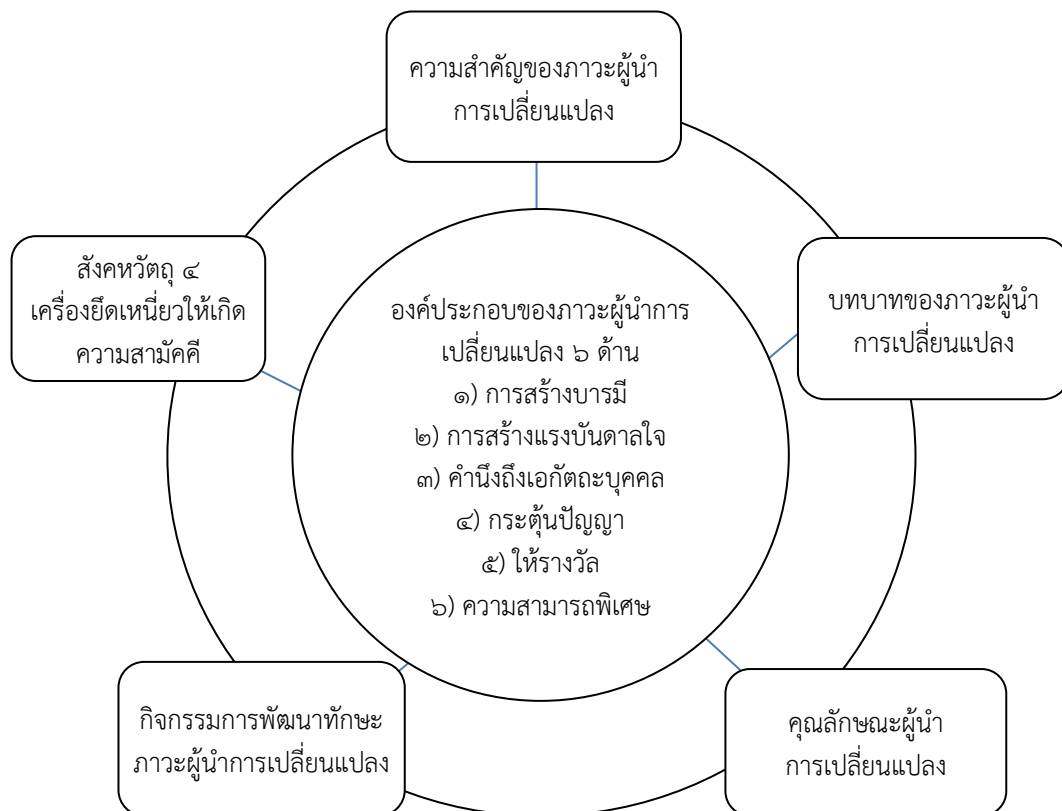 ความสำคัญของภาวะผู้นำ
การเปลี่ยนแปลง
สังคหวัตถุ ๔
เครื่องยึดเหนี่ยวให้เกิด
ความสามัคคี
องค์ประกอบของภาวะผู้นำการ
เปลี่ยนแปลง ๖ ด้าน
๑) การสร้างบารมี
๒) การสร้างแรงบันดาลใจ
๓) คำนึงถึงเอกัตถะบุคคล
๔) กระตุ้นปัญญา
๕) ให้รางวัล
๖) ความสามารถพิเศษ
บทบาทของภาวะผู้นำ
การเปลี่ยนแปลง
กิจกรรมการพัฒนาทักษะ
ภาวะผู้นำการเปลี่ยนแปลง
คุณลักษณะผู้นำ
การเปลี่ยนแปลง